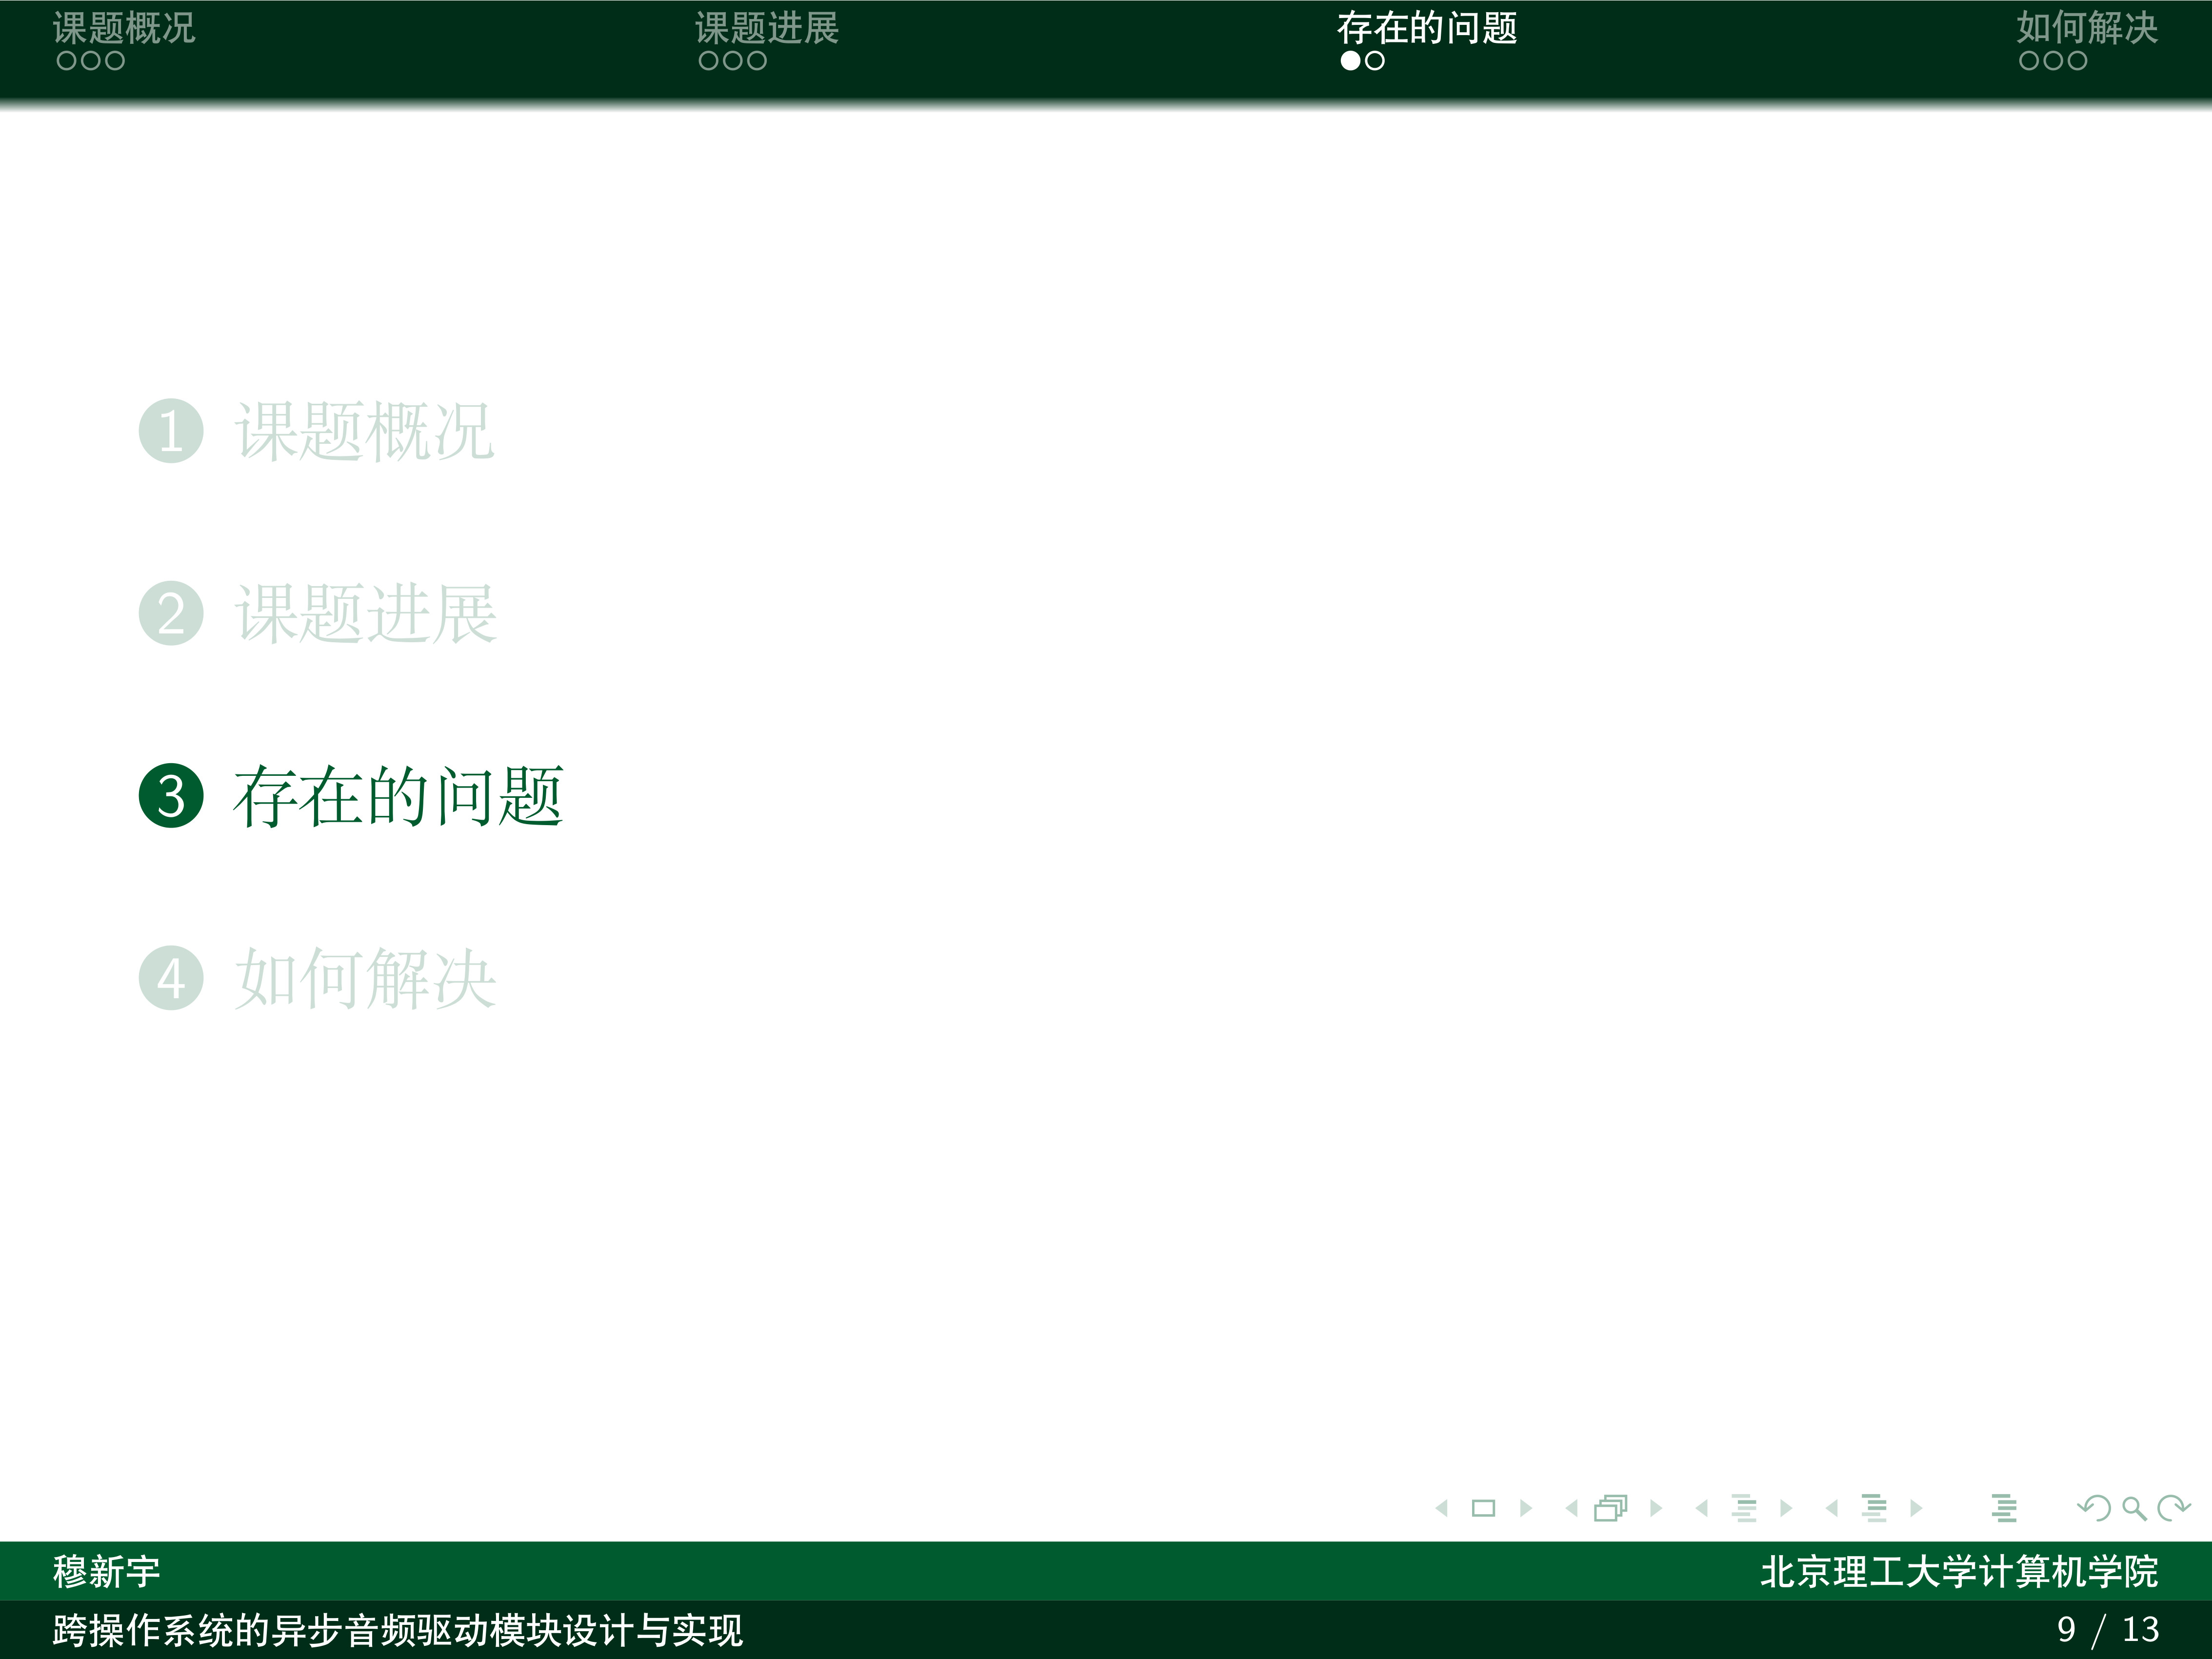 课题概况 课题进展 存在的问题 如何解决
1 课题概况
2 课题进展
3 存在的问题
4 如何解决
穆新宇 北京理工大学计算机学院
跨操作系统的异步音频驱动模块设计与实现 9 / 13